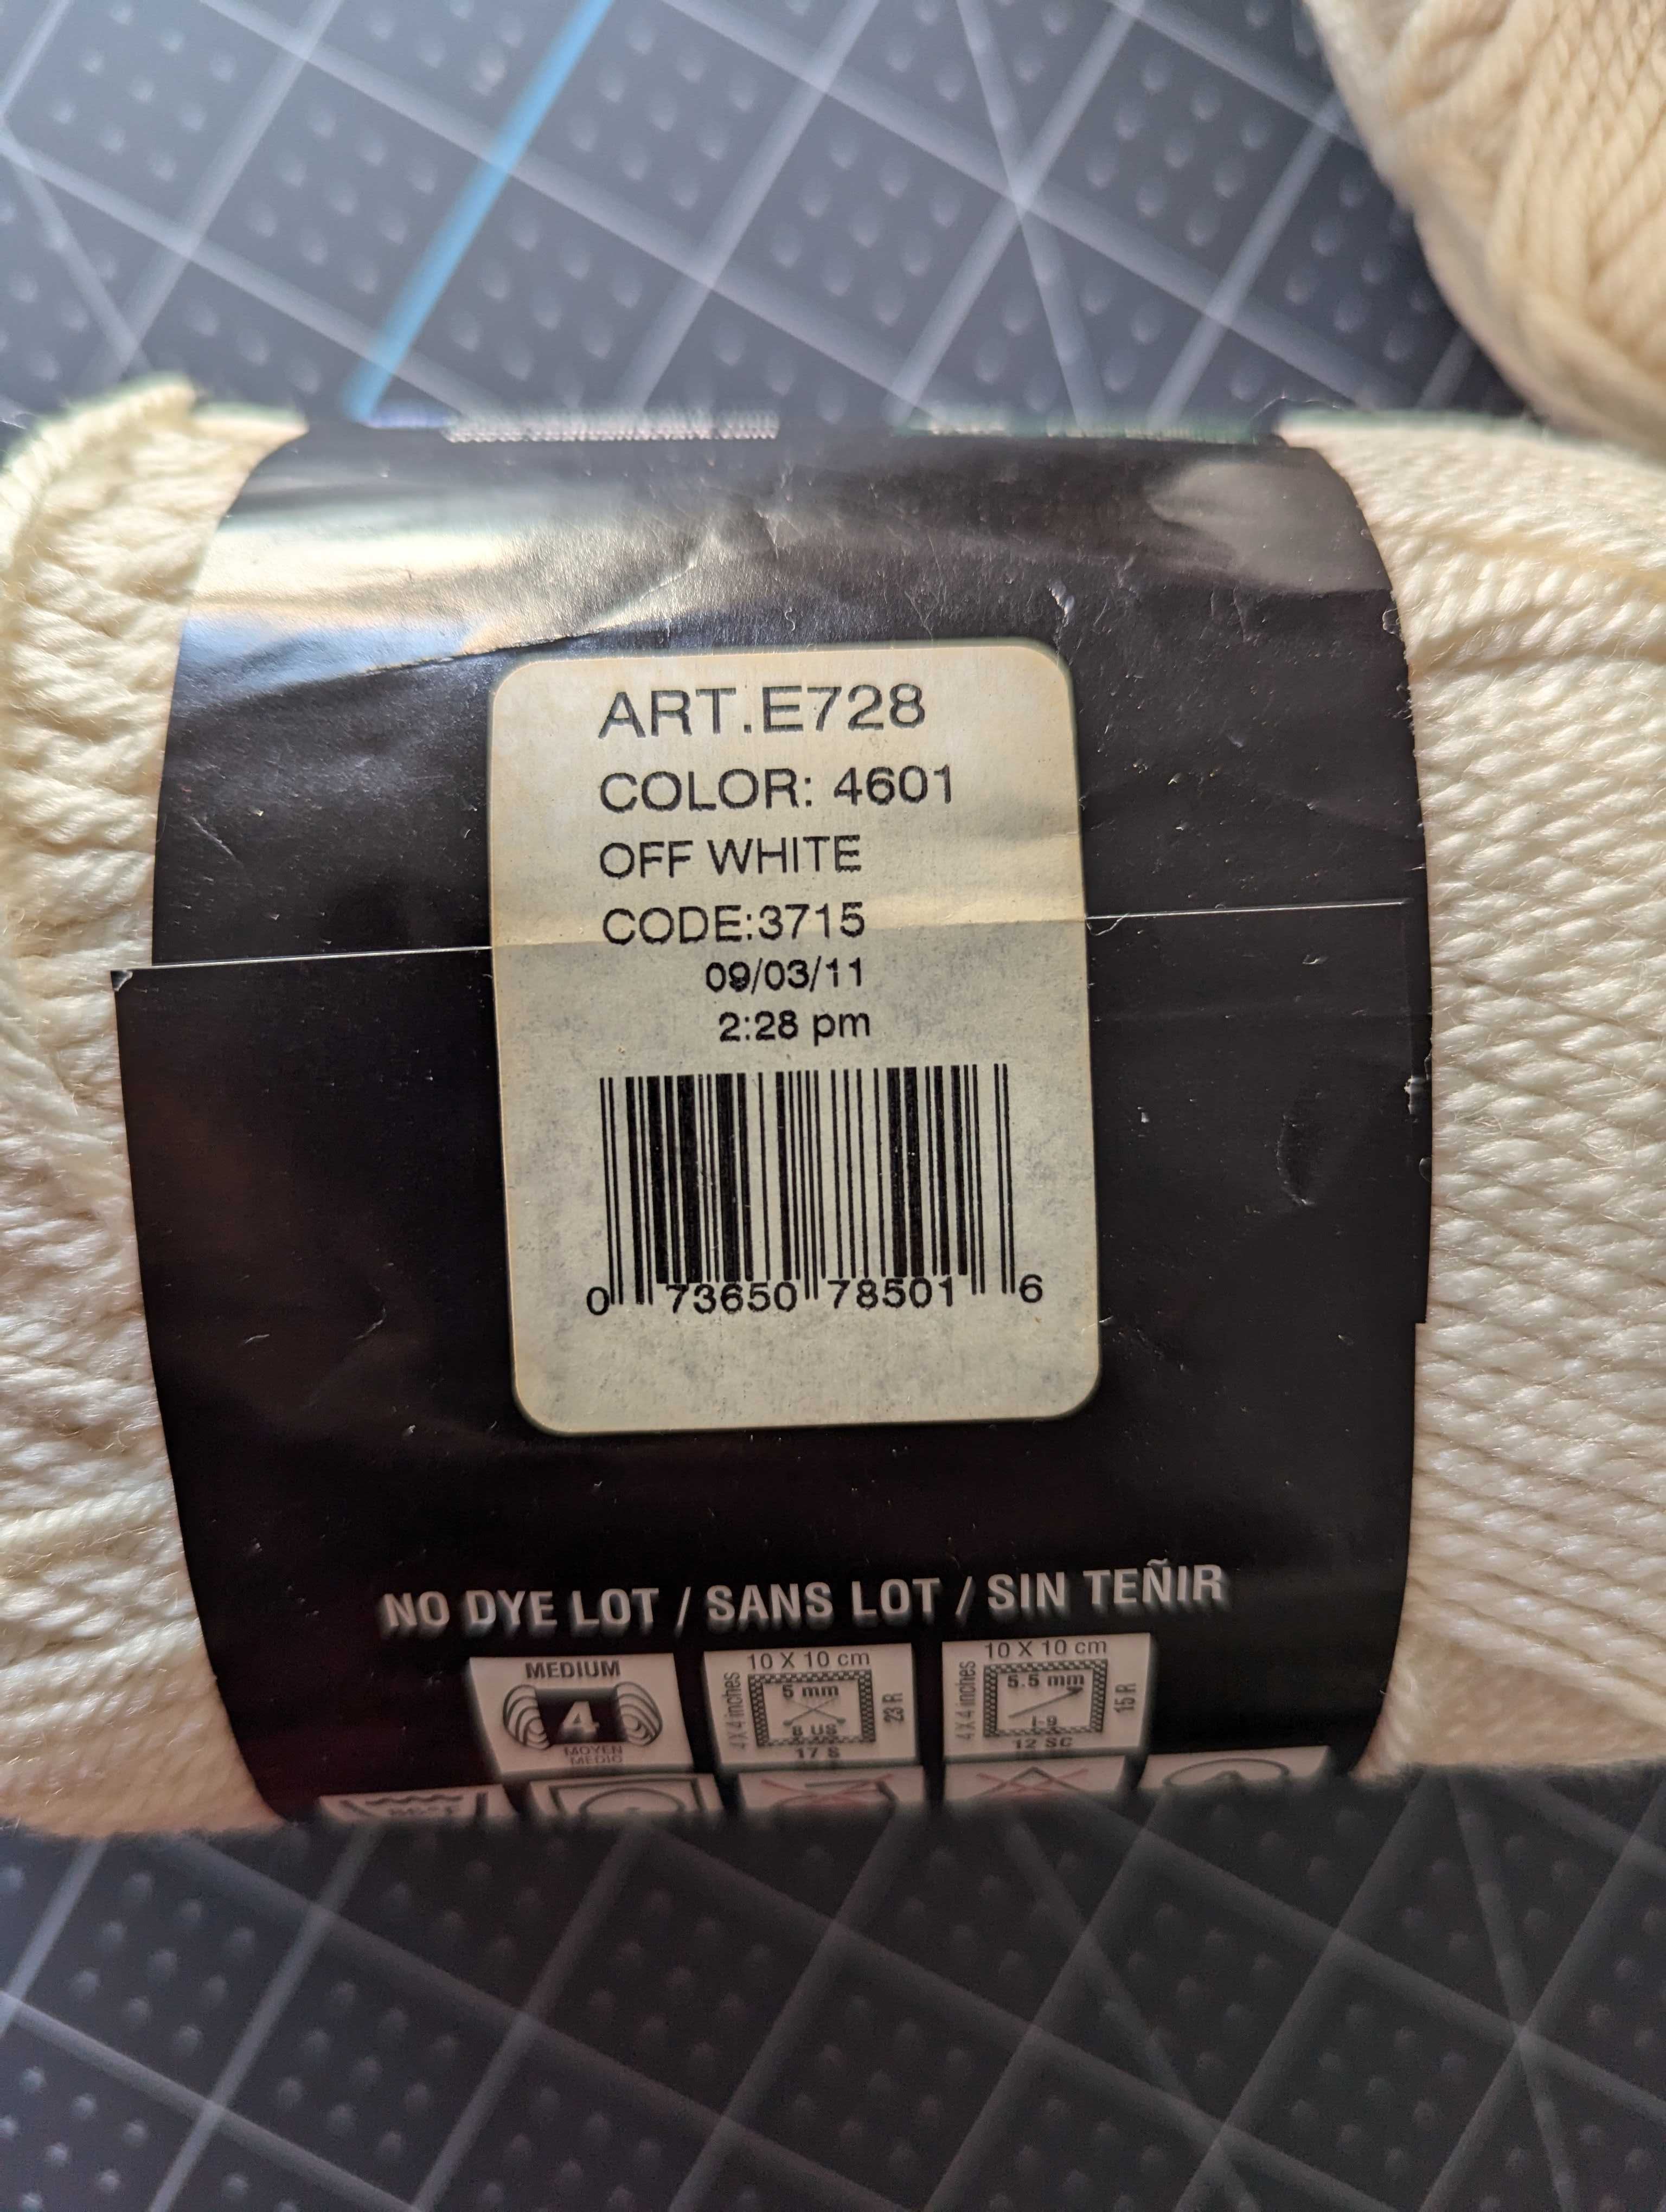 ART.E728
COLOR: 4601
OFF WHITE
CODE:3715
09/03/11
2:28 pm
0 73650 78501 6
NO DYE LOT / SANS LOT / SIN TEÑIR
MEDIUM
4
MOYEN
MEDIO
10 X 10 cm
4 X 4 inches
5 mm
8 US
23 R
17 S
10 X 10 cm
4 X 4 inches
5.5 mm
I-9
15 R
12 SC